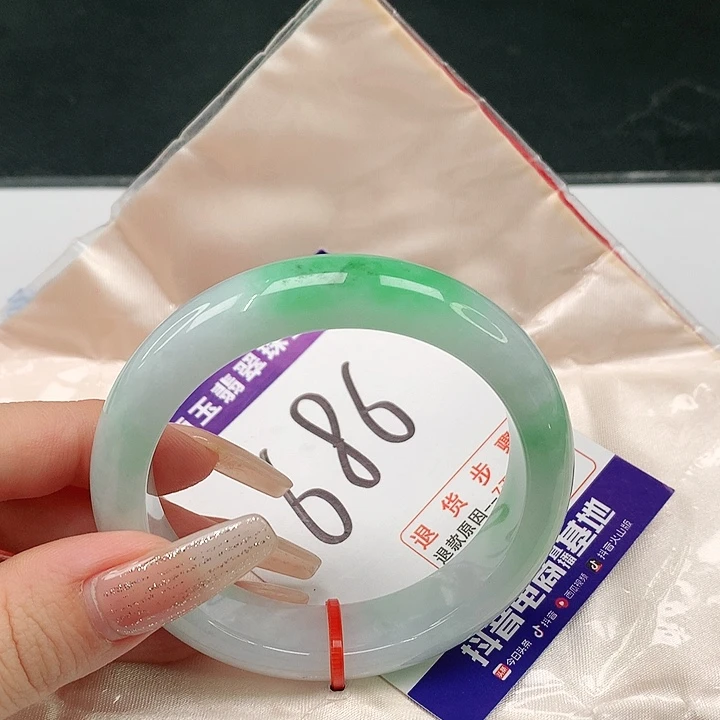 玉翡翠珠
686
退货步骤
退款原因一
抖音电商直播基地
今日头条 抖音 西瓜视频 抖音火山版